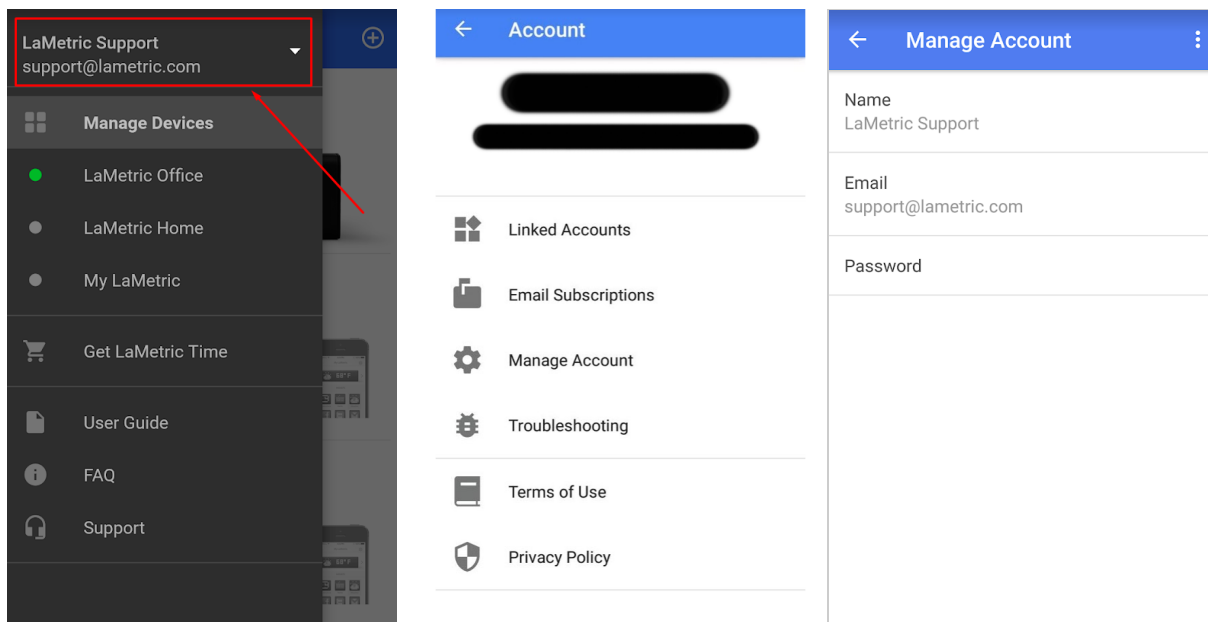 LaMetric Support
support@lametric.com
Manage Devices
LaMetric Office
LaMetric Home
My LaMetric
Get LaMetric Time
User Guide
FAQ
Support
Account
Linked Accounts
Email Subscriptions
Manage Account
Troubleshooting
Terms of Use
Privacy Policy
Manage Account
Name
LaMetric Support
Email
support@lametric.com
Password